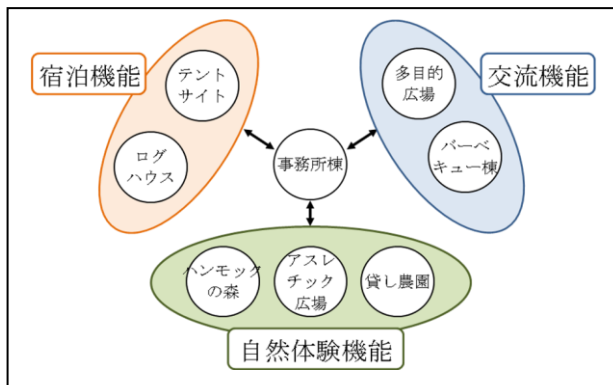 宿泊機能
テント
サイト
ログ
ハウス
多目的
広場
交流機能
バーベ
キュー棟
事務所棟
ハンモック
の森
アスレ
チック
広場
貸し農園
自然体験機能